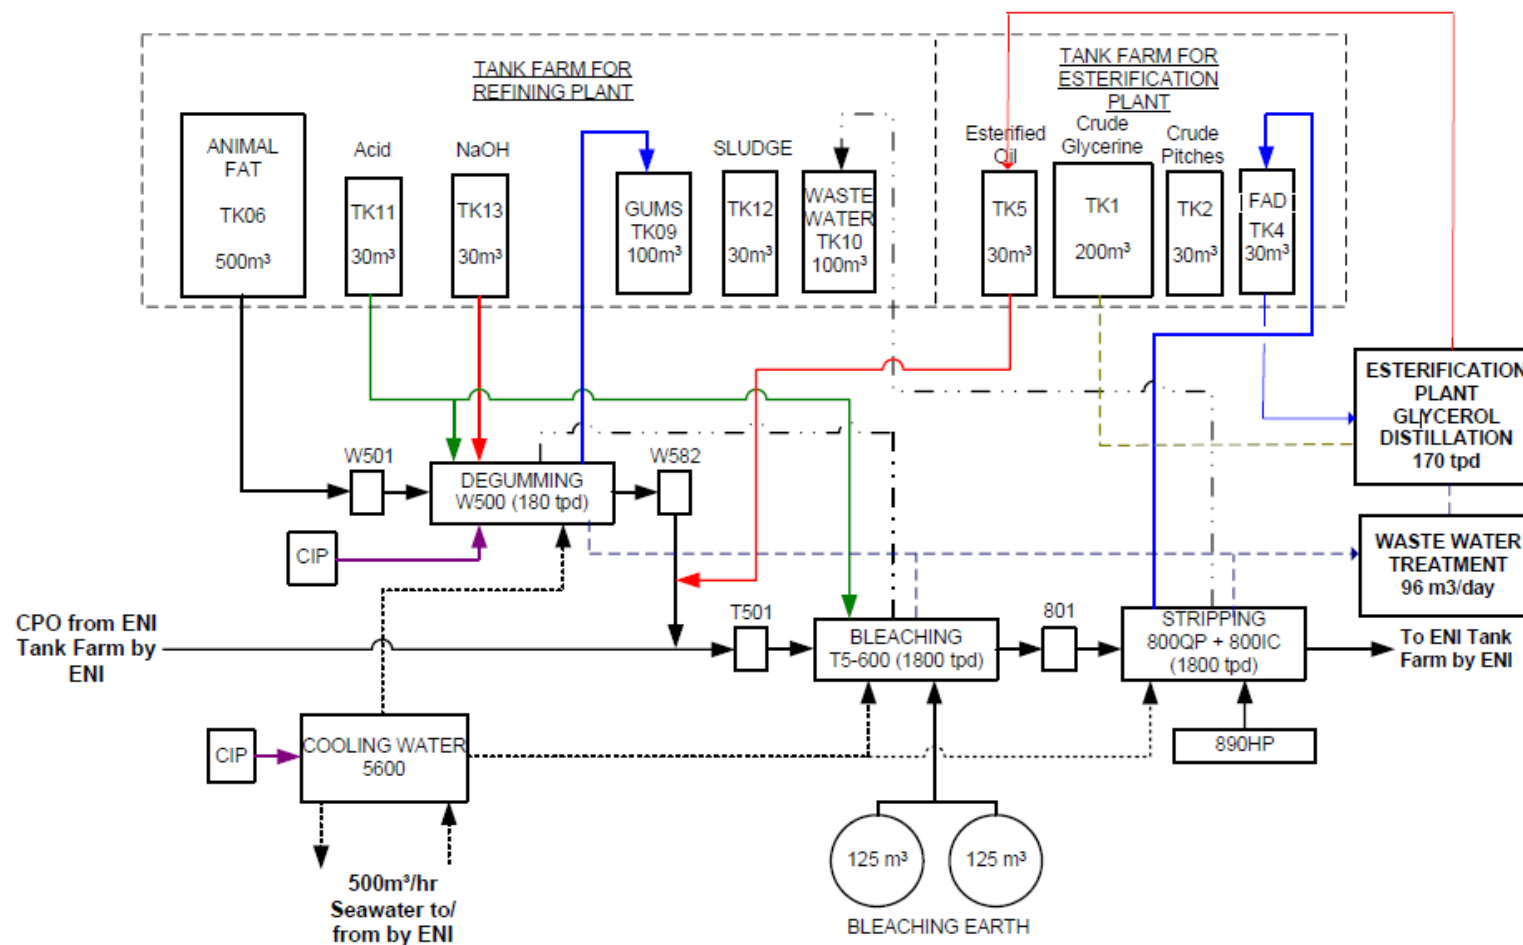 TANK FARM FOR
REFINING PLANT
TANK FARM FOR
ESTERIFICATION
PLANT
ANIMAL
FAT
TK06
500m³
Acid
TK11
30m³
NaOH
TK13
30m³
GUMS
TK09
100m³
SLUDGE
TK12
30m³
WASTE
WATER
TK10
100m³
Esterified
Oil
TK5
30m³
Crude
Glycerine
TK1
200m³
Crude
Pitches
TK2
30m³
FAD
TK4
30m³
ESTERIFICATION
PLANT
GLYCEROL
DISTILLATION
170 tpd
W501
DEGUMMING
W500 (180 tpd)
W582
CIP
WASTE WATER
TREATMENT
96 m3/day
CPO from ENI
Tank Farm by
ENI
T501
BLEACHING
T5-600 (1800 tpd)
801
STRIPPING
800QP + 800IC
(1800 tpd)
To ENI Tank
Farm by ENI
CIP
COOLING WATER
5600
890HP
125 m³
125 m³
BLEACHING EARTH
500m³/hr
Seawater to/
from by ENI